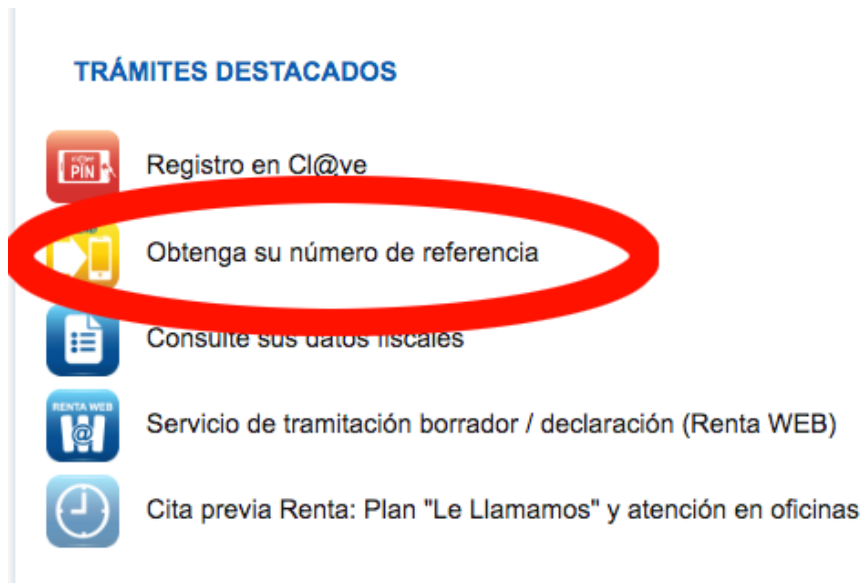 TRÁMITES DESTACADOS
PIN
Registro en Cl@ve
Obtenga su número de referencia
Consulte sus datos fiscales
RENTA WEB
Servicio de tramitación borrador / declaración (Renta WEB)
Cita previa Renta: Plan "Le Llamamos" y atención en oficinas